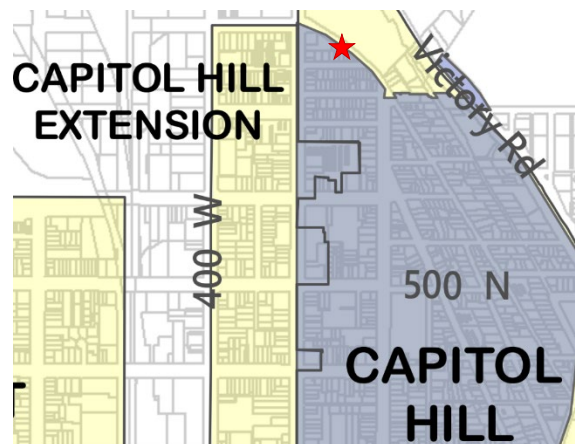 CAPITOL HILL
EXTENSION
Victory Rd
400 W
500 N
CAPITOL
HILL
T